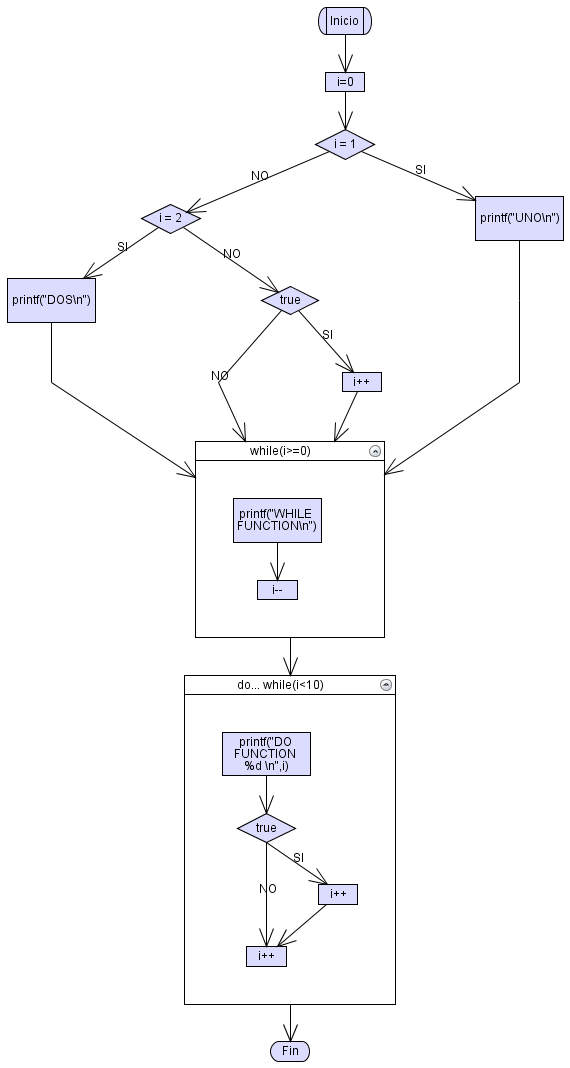 Inicio
i=0
i = 1
NO
SI
i = 2
printf("UNO\n")
SI
NO
printf("DOS\n")
true
SI
NO
i++
while(i>=0)
printf("WHILE
FUNCTION\n")
i--
do... while(i<10)
printf("DO
FUNCTION
%d \n",i)
true
SI
NO
i++
i++
Fin